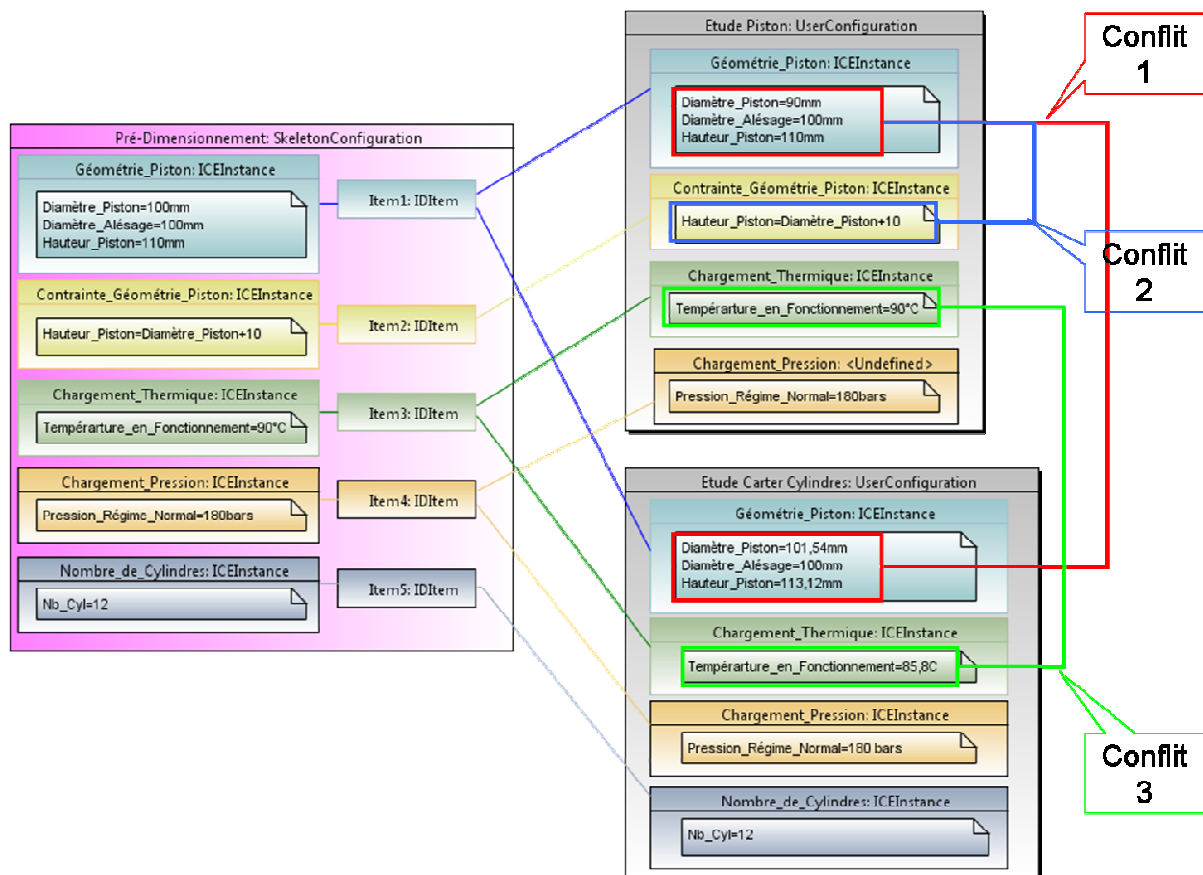 Pré-Dimensionnement: SkeletonConfiguration
Géométrie_Piston: ICEInstance
Diamètre_Piston=100mm
Diamètre_Alésage=100mm
Hauteur_Piston=110mm
Contrainte_Géométrie_Piston: ICEInstance
Hauteur_Piston=Diamètre_Piston+10
Chargement_Thermique: ICEInstance
Tempérarture_en_Fonctionnement=90°C
Chargement_Pression: ICEInstance
Pression_Régime_Normal=180bars
Nombre_de_Cylindres: ICEInstance
Nb_Cyl=12
Item1: IDItem
Item2: IDItem
Item3: IDItem
Item4: IDItem
Item5: IDItem
Etude Piston: UserConfiguration
Géométrie_Piston: ICEInstance
Diamètre_Piston=90mm
Diamètre_Alésage=100mm
Hauteur_Piston=110mm
Contrainte_Géométrie_Piston: ICEInstance
Hauteur_Piston=Diamètre_Piston+10
Chargement_Thermique: ICEInstance
Tempérarture_en_Fonctionnement=90°C
Chargement_Pression: <Undefined>
Pression_Régime_Normal=180bars
Etude Carter Cylindres: UserConfiguration
Géométrie_Piston: ICEInstance
Diamètre_Piston=101,54mm
Diamètre_Alésage=100mm
Hauteur_Piston=113,12mm
Chargement_Thermique: ICEInstance
Tempérarture_en_Fonctionnement=85,8C
Chargement_Pression: ICEInstance
Pression_Régime_Normal=180 bars
Nombre_de_Cylindres: ICEInstance
Nb_Cyl=12
Conflit
1
Conflit
2
Conflit
3